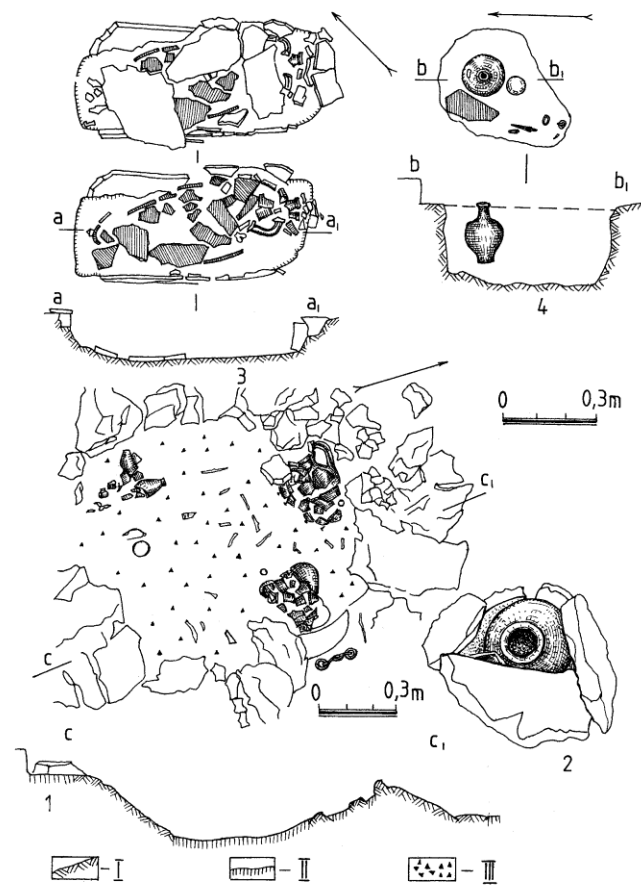 b b₁
b b₁
4
a a₁
a a₁
3
0 0,3m
c₁
c
0 0,3m
2
c c₁
1
- I - II - III